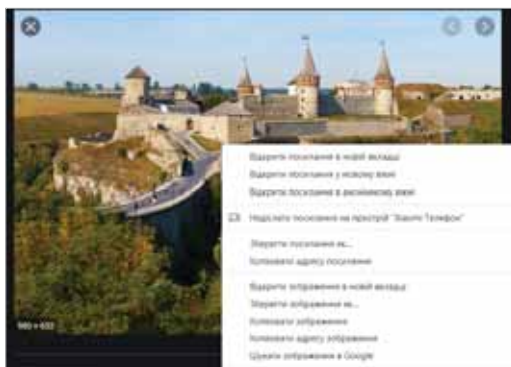 Відкрити посилання в новій вкладці
Відкрити посилання у новому вікні
Відкрити посилання в анонімному вікні
Надіслати посилання на пристрій "Xiaomi Телефон"
Зберегти посилання як...
Копіювати адресу посилання
Відкрити зображення в новій вкладці
Зберегти зображення як...
Копіювати зображення
Копіювати адресу зображення
Шукати зображення в Google